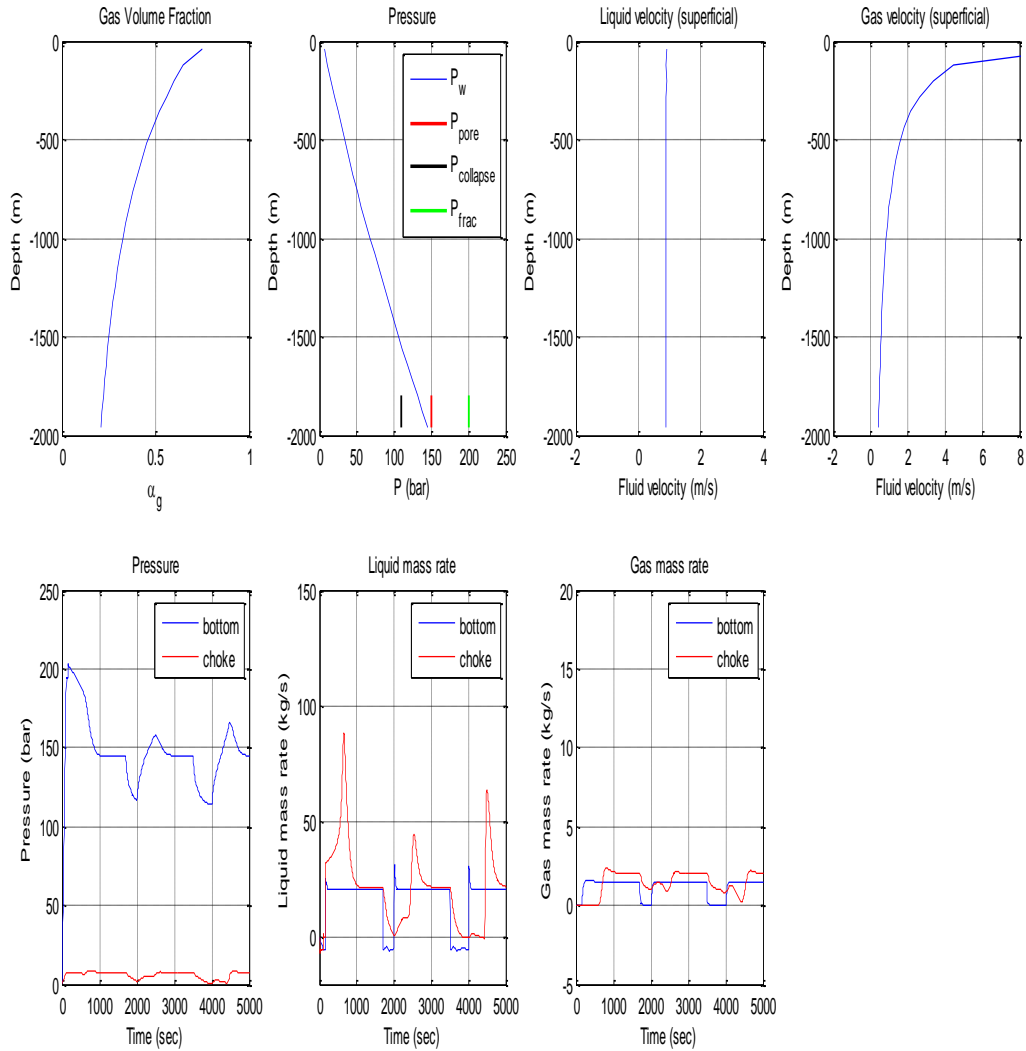 Gas Volume Fraction
Depth (m)
0
-500
-1000
-1500
-2000
0 0.5 1
α_g
Pressure
Depth (m)
0
-500
-1000
-1500
-2000
0 50 100 150 200 250
P (bar)
P_w
P_pore
P_collapse
P_frac
Liquid velocity (superficial)
Depth (m)
0
-500
-1000
-1500
-2000
-2 0 2 4
Fluid velocity (m/s)
Gas velocity (superficial)
Depth (m)
0
-500
-1000
-1500
-2000
-2 0 2 4 6 8
Fluid velocity (m/s)
Pressure
Pressure (bar)
250
200
150
100
50
0
0 1000 2000 3000 4000 5000
Time (sec)
bottom
choke
Liquid mass rate
Liquid mass rate (kg/s)
150
100
50
0
0 1000 2000 3000 4000 5000
Time (sec)
bottom
choke
Gas mass rate
Gas mass rate (kg/s)
20
15
10
5
0
-5
0 1000 2000 3000 4000 5000
Time (sec)
bottom
choke